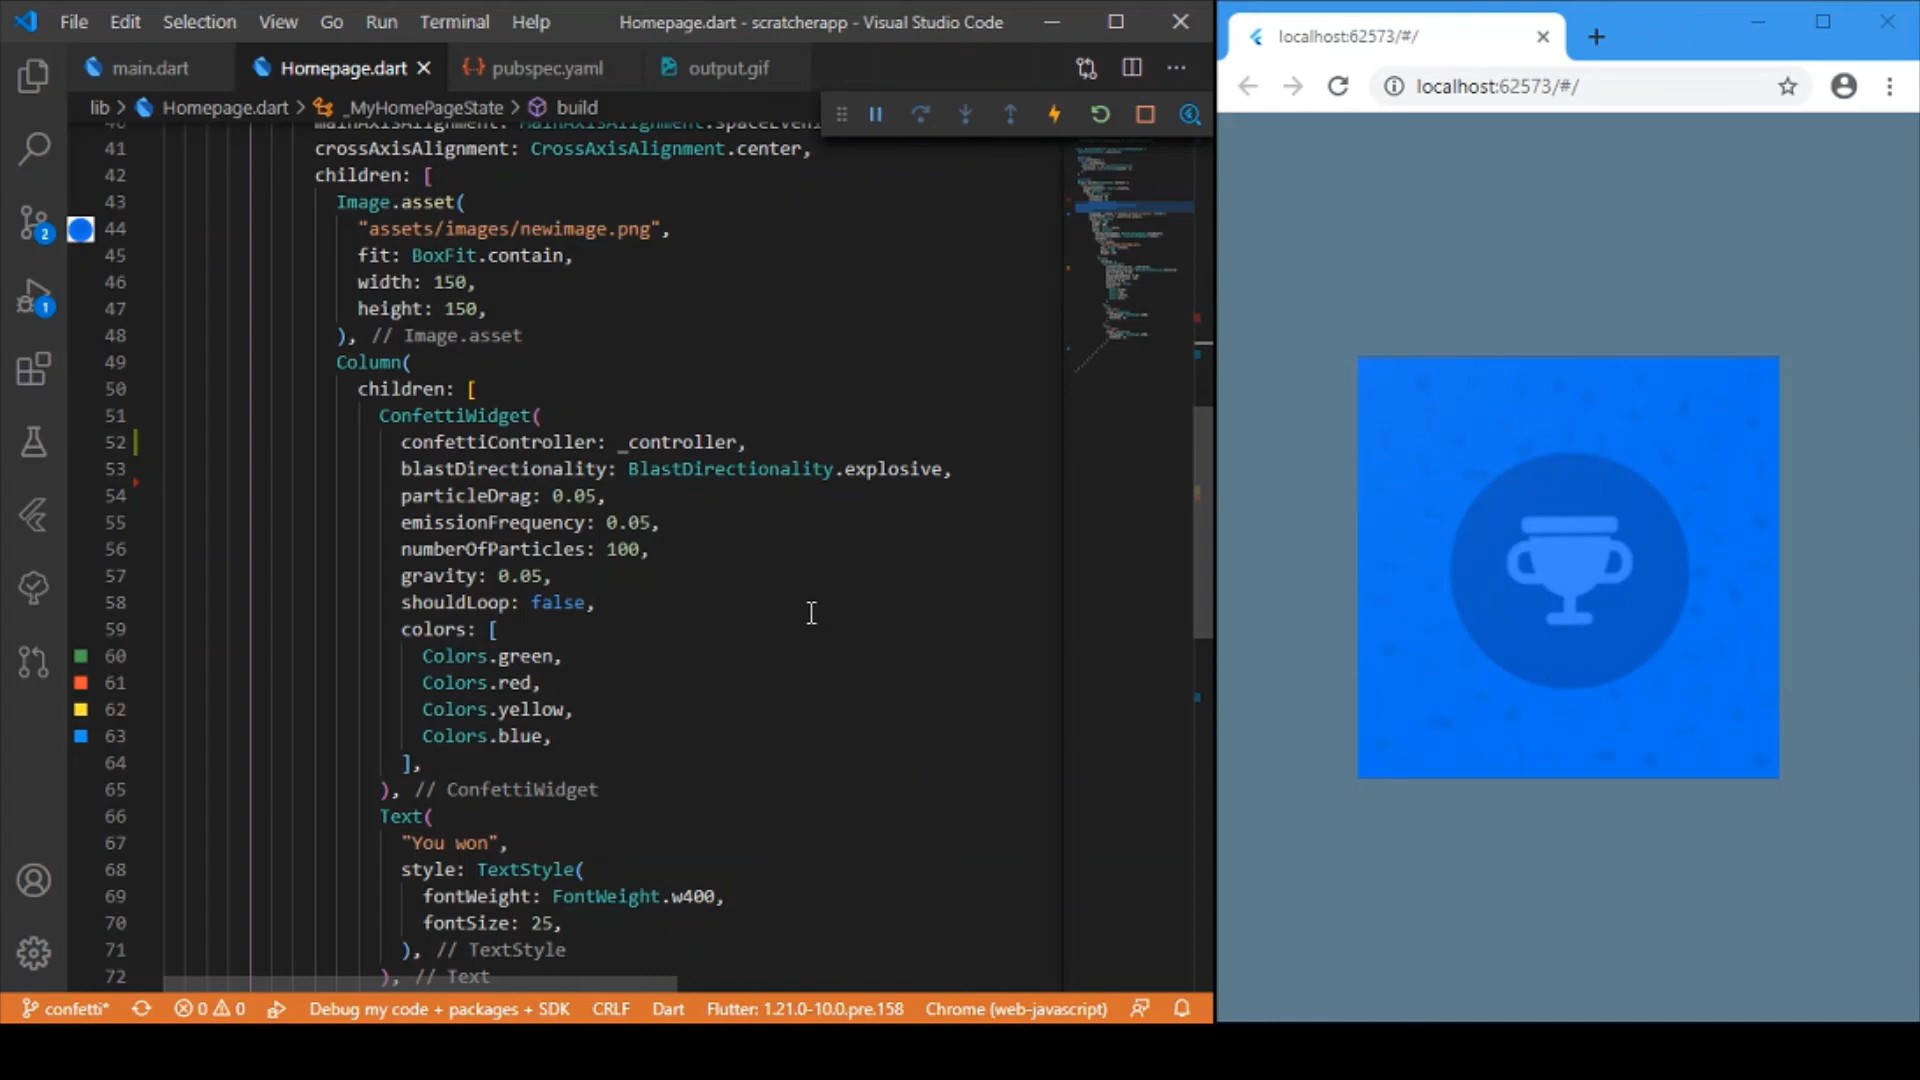 File Edit Selection View Go Run Terminal Help Homepage.dart - scratcherapp - Visual Studio Code
main.dart Homepage.dart pubspec.yaml output.gif
lib > Homepage.dart > _MyHomePageState > build
40 mainAxisAlignment: MainAxisAlignment.spaceEvenl
41 crossAxisAlignment: CrossAxisAlignment.center,
42 children: [
43 Image.asset(
44 "assets/images/newimage.png",
45 fit: BoxFit.contain,
46 width: 150,
47 height: 150,
48 ), // Image.asset
49 Column(
50 children: [
51 ConfettiWidget(
52 confettiController: _controller,
53 blastDirectionality: BlastDirectionality.explosive,
54 particleDrag: 0.05,
55 emissionFrequency: 0.05,
56 numberOfParticles: 100,
57 gravity: 0.05,
58 shouldLoop: false,
59 colors: [
60 Colors.green,
61 Colors.red,
62 Colors.yellow,
63 Colors.blue,
64 ],
65 ), // ConfettiWidget
66 Text(
67 "You won",
68 style: TextStyle(
69 fontWeight: FontWeight.w400,
70 fontSize: 25,
71 ), // TextStyle
72 ), // Text
2
1
confetti* 0 0 Debug my code + packages + SDK CRLF Dart Flutter: 1.21.0-10.0.pre.158 Chrome (web-javascript)
localhost:62573/#/
localhost:62573/#/